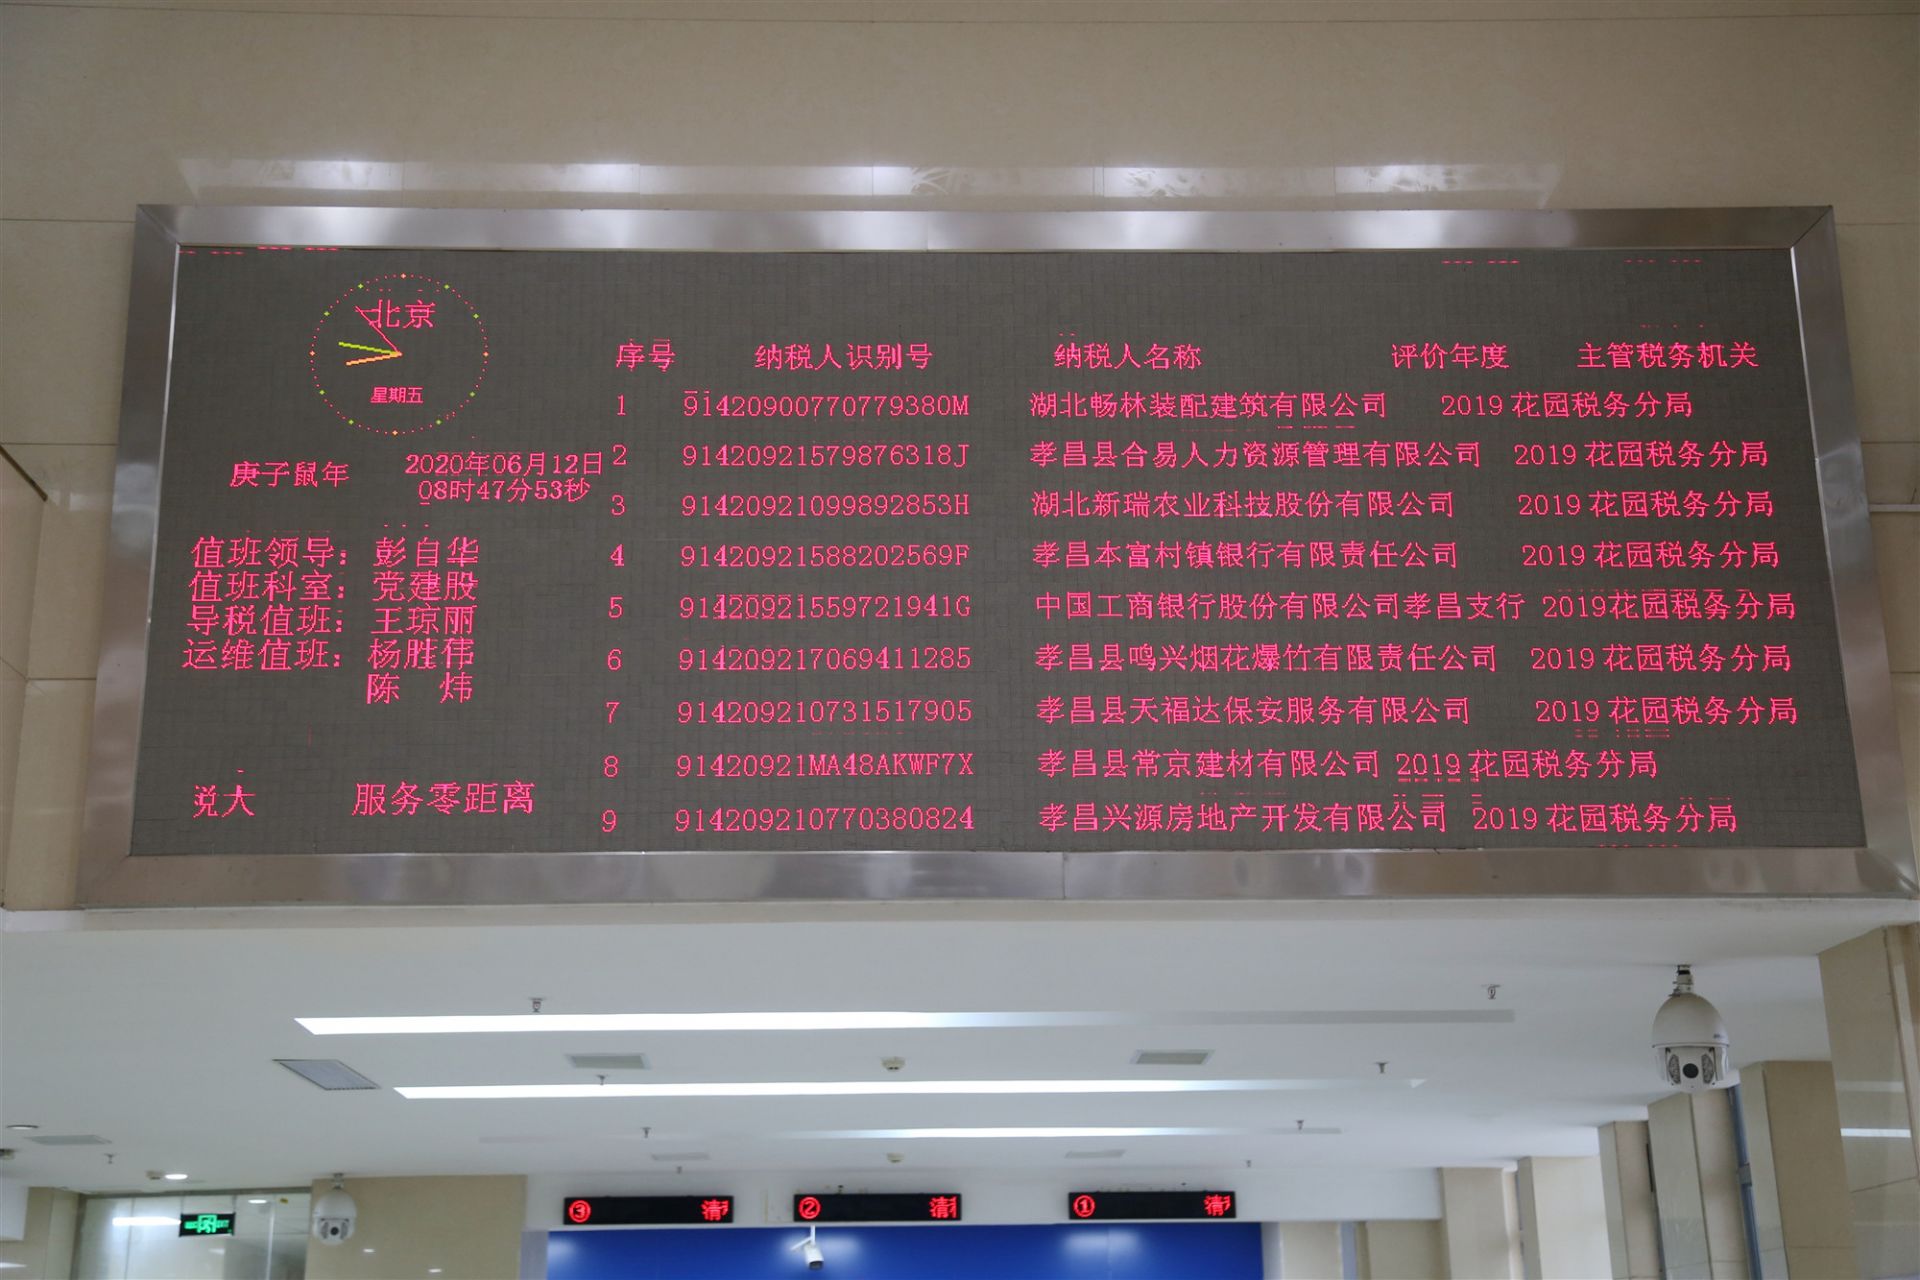 北京
星期五
庚子鼠年
2020年06月12日
08时47分53秒
值班领导：彭自华
值班科室：党建股
导税值班：王琼丽
运维值班：杨胜伟
陈 炜
税大 服务零距离
序号 纳税人识别号 纳税人名称 评价年度 主管税务机关
1 91420900770779380M 湖北畅林装配建筑有限公司 2019 花园税务分局
2 91420921579876318J 孝昌县合易人力资源管理有限公司 2019 花园税务分局
3 91420921099892853H 湖北新瑞农业科技股份有限公司 2019 花园税务分局
4 91420921588202569F 孝昌本富村镇银行有限责任公司 2019 花园税务分局
5 91420921559721941G 中国工商银行股份有限公司孝昌支行 2019花园税务分局
6 914209217069411285 孝昌县鸣兴烟花爆竹有限责任公司 2019 花园税务分局
7 914209210731517905 孝昌县天福达保安服务有限公司 2019 花园税务分局
8 91420921MA48AKWF7X 孝昌县常京建材有限公司 2019 花园税务分局
9 914209210770380824 孝昌兴源房地产开发有限公司 2019 花园税务分局
③ 清
② 清
① 清